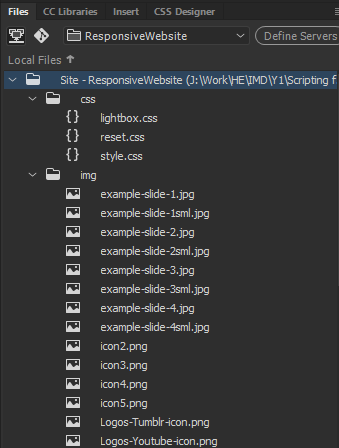 Files CC Libraries Insert CSS Designer
ResponsiveWebsite Define Servers
Local Files
Site - ResponsiveWebsite (J:\Work\HE\IMD\Y1\Scripting f
css
lightbox.css
reset.css
style.css
img
example-slide-1.jpg
example-slide-1sml.jpg
example-slide-2.jpg
example-slide-2sml.jpg
example-slide-3.jpg
example-slide-3sml.jpg
example-slide-4.jpg
example-slide-4sml.jpg
icon2.png
icon3.png
icon4.png
icon5.png
Logos-Tumblr-icon.png
Logos-Youtube-icon.png